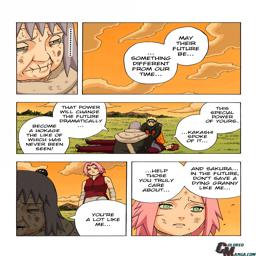 MAY
THEIR
FUTURE
BE...
...
SOMETHING
DIFFERENT
FROM OUR
TIME...
THIS
SPECIAL
POWER OF
YOURS...
...KAKASHI
SPOKE OF
IT...
THAT POWER
WILL CHANGE
THE FUTURE
DRAMATICALLY
...
BECOME
A HOKAGE THE
LIKE OF
WHICH HAS
NEVER BEEN
SEEN!
AND SAKURA...
IN THE
FUTURE, DON'T
SAVE A DYING
GRANNY LIKE
ME...
...HELP
THOSE YOU
TRULY CARE
ABOUT...
YOU'RE
A LOT
LIKE ME...
COLORED
MANGA.COM